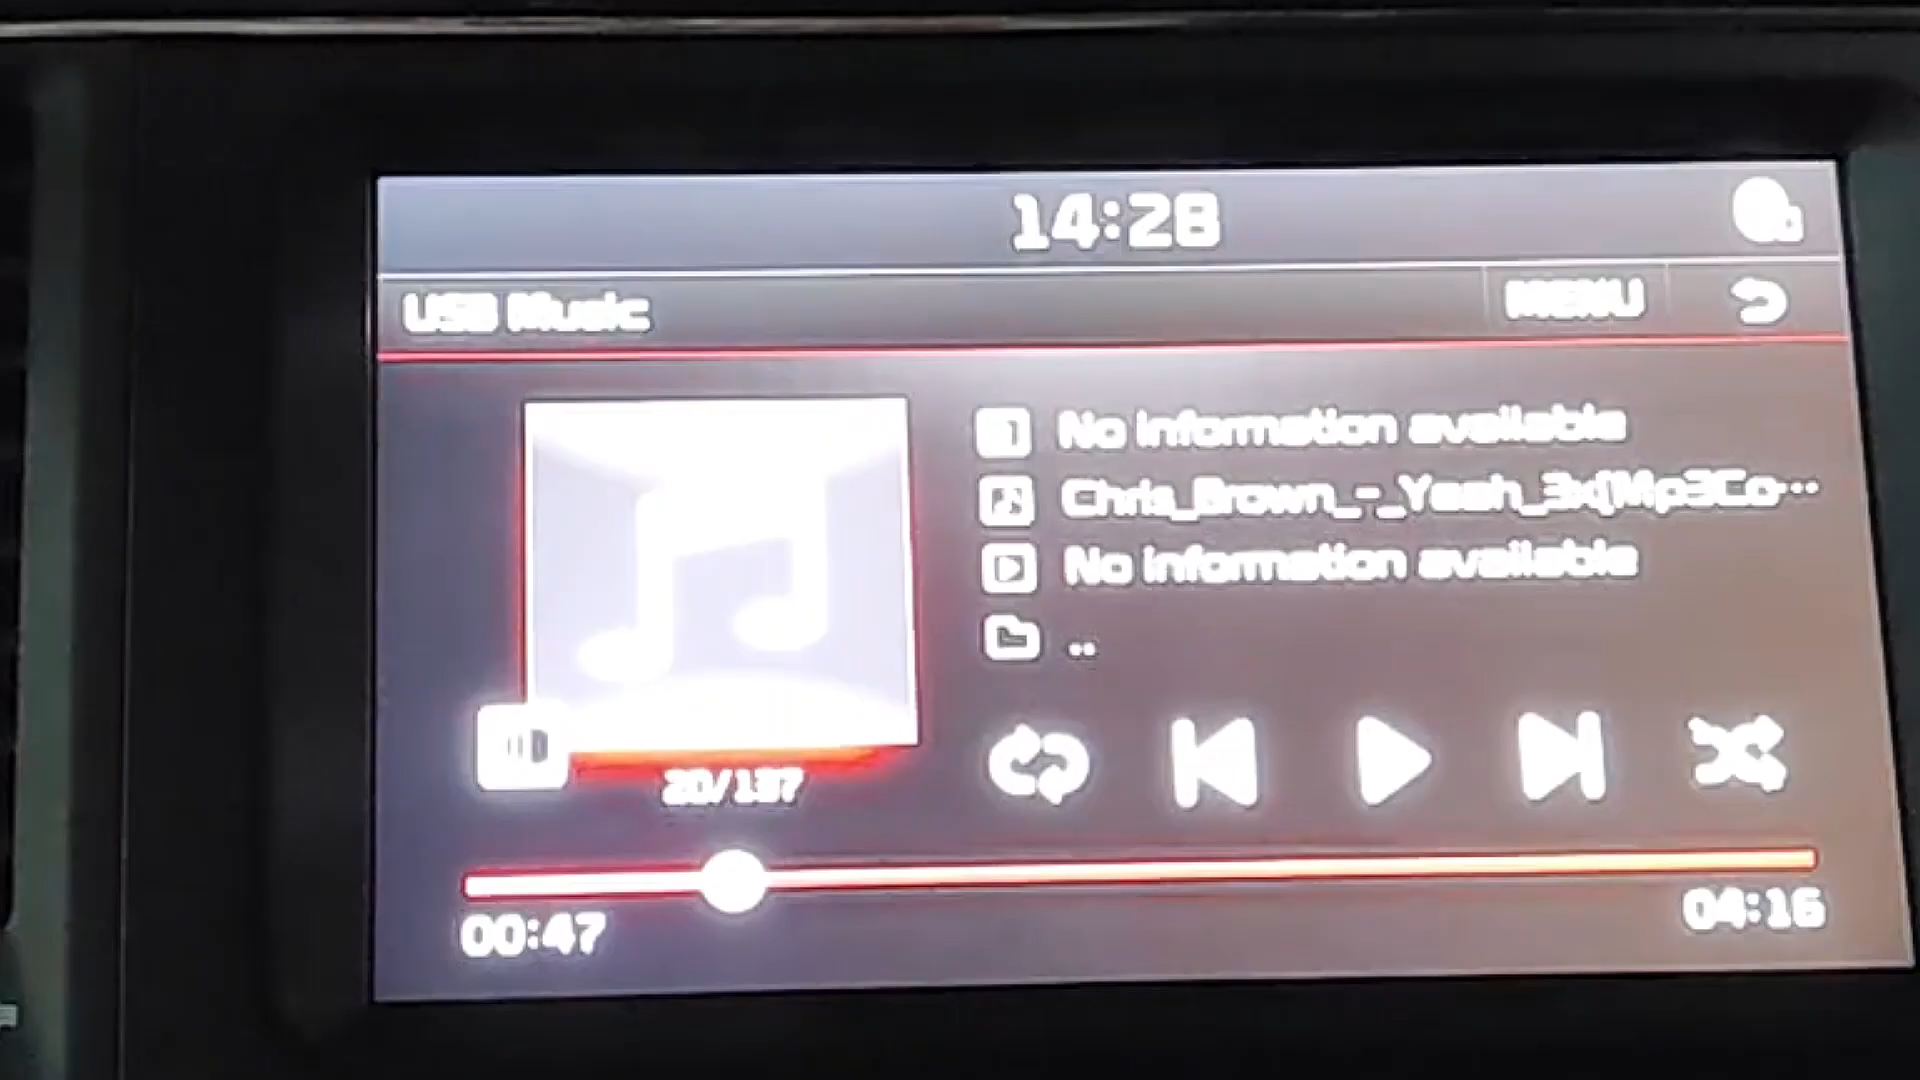 14:28
USB Music
MENU
No information available
Chris_Brown_-_Yeah_3x(Mp3Co...
No information available
..
20/137
00:47
04:16